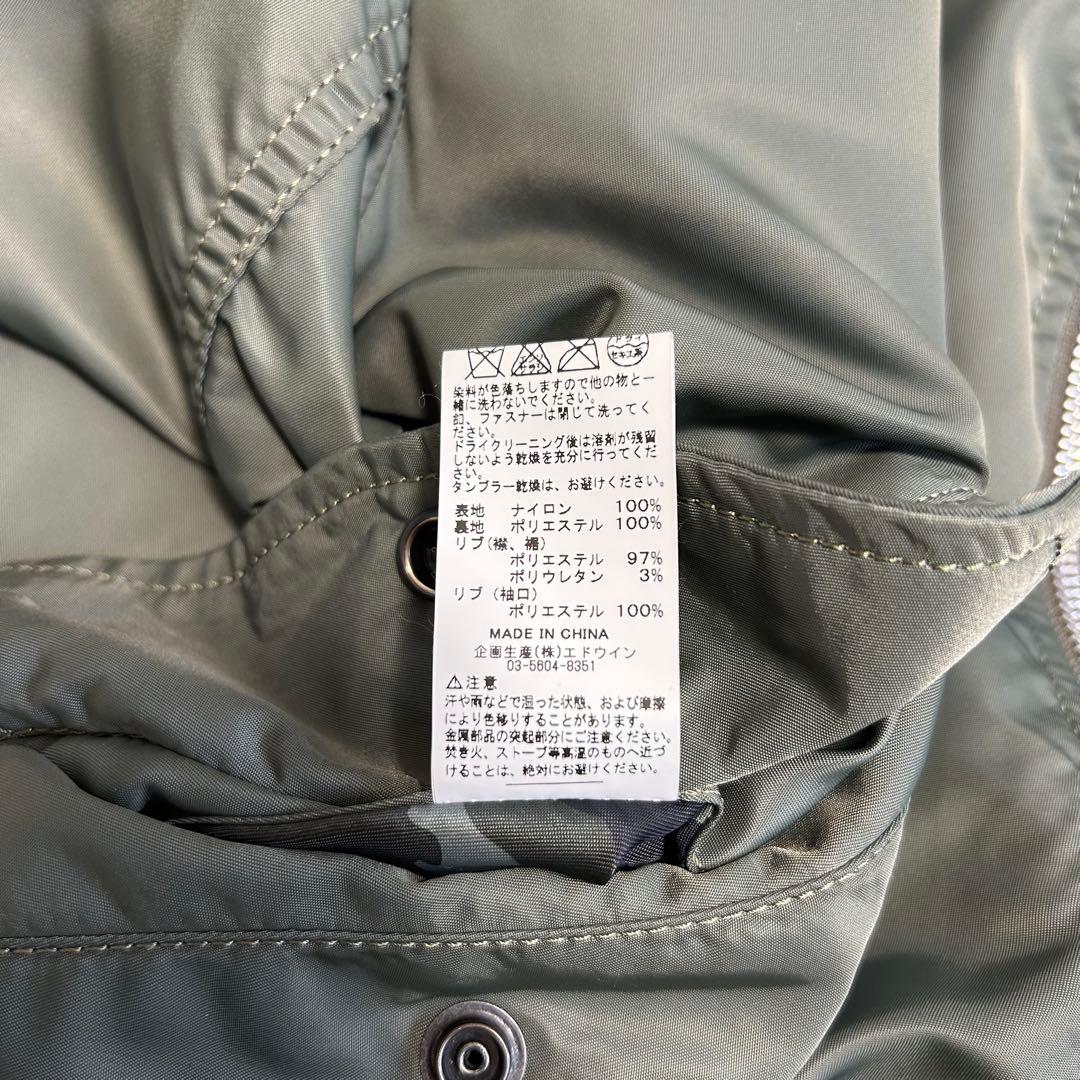 セキユ系
染料が色落ちしますので他の物と一
緒に洗わないでください。
釦、ファスナーは閉じて洗ってく
ださい。
ドライクリーニング後は溶剤が残留
しないよう乾燥を充分に行ってくだ
さい。
タンブラー乾燥は、お避けください。
表地 ナイロン 100%
裏地 ポリエステル 100%
リブ(襟、裾)
ポリエステル 97%
ポリウレタン 3%
リブ(袖口)
ポリエステル 100%
MADE IN CHINA
企画生産(株)エドウイン
03-5604-8351
⚠注意
汗や雨などで湿った状態、および摩擦
により色移りすることがあります。
金属部品の突起部分にご注意ください。
焚き火、ストーブ等高温のものへ近づ
けることは、絶対にお避けください。